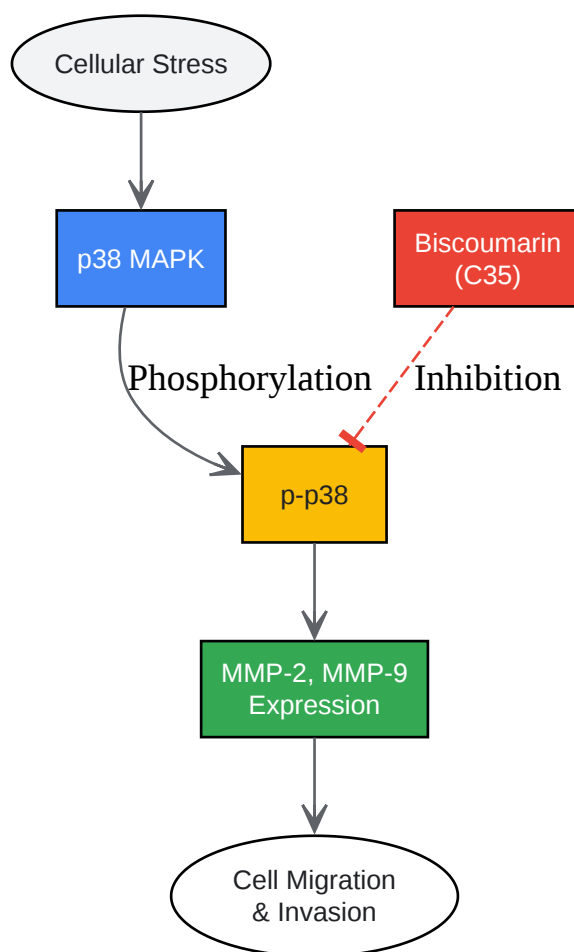 Cellular Stress
p38 MAPK
Biscoumarin
(C35)
Phosphorylation
Inhibition
p-p38
MMP-2, MMP-9
Expression
Cell Migration
& Invasion